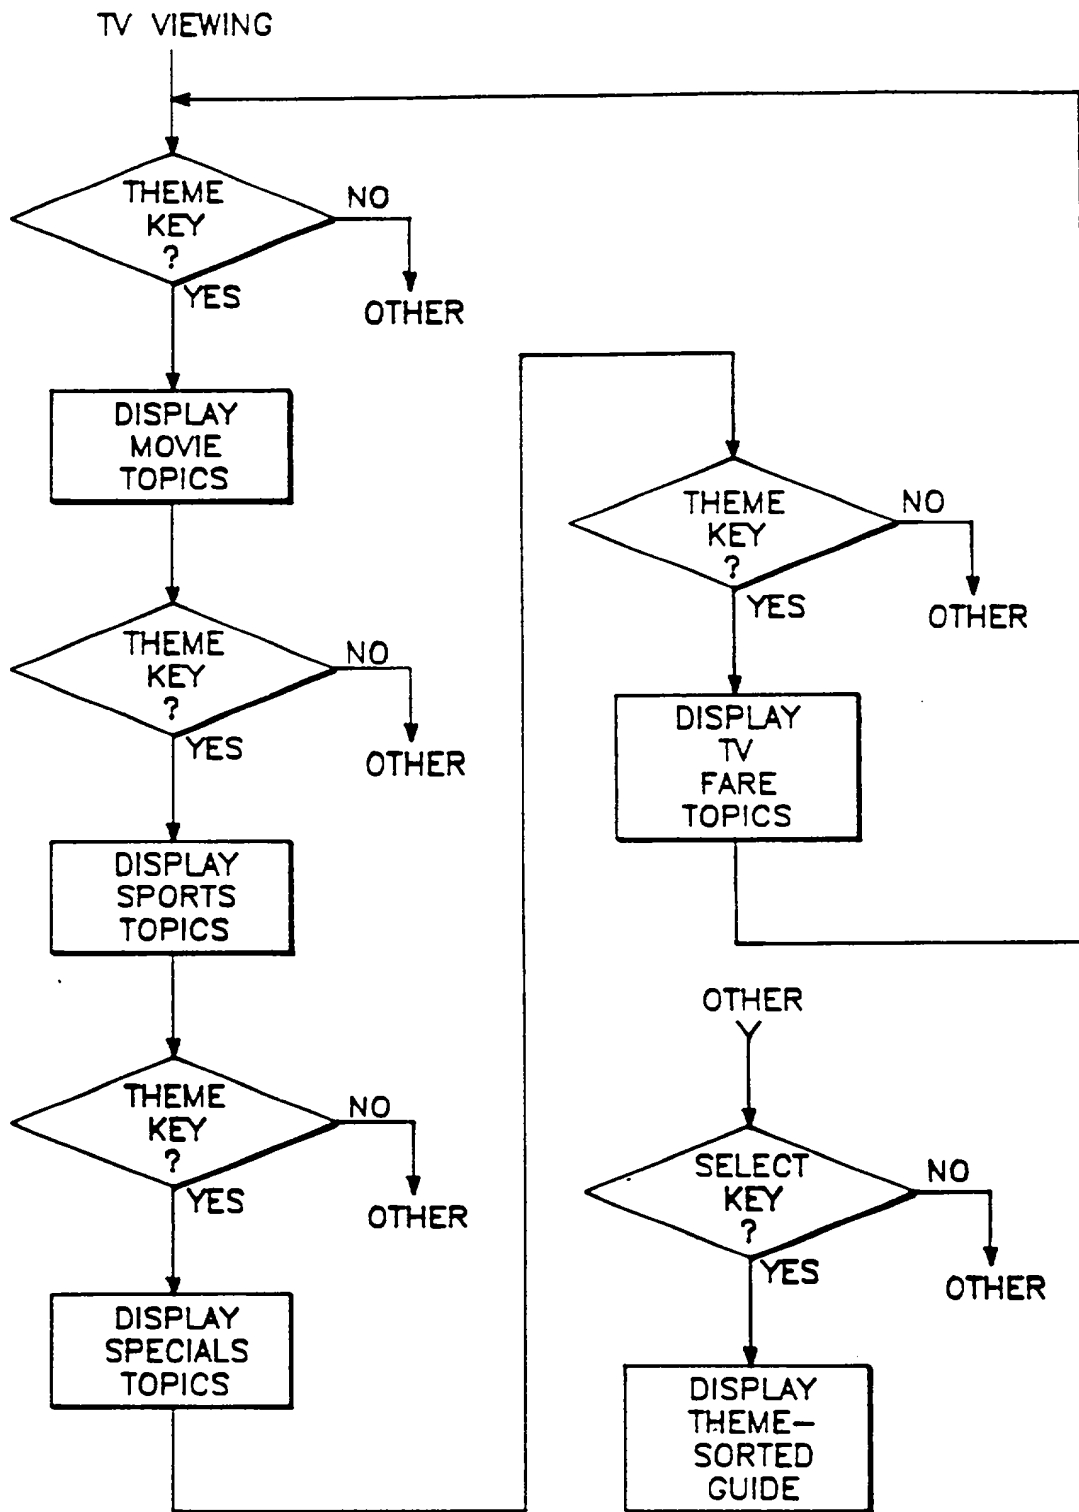 TV VIEWING
THEME
KEY
?
NO
YES
OTHER
DISPLAY
MOVIE
TOPICS
THEME
KEY
?
NO
YES
OTHER
DISPLAY
SPORTS
TOPICS
THEME
KEY
?
NO
YES
OTHER
DISPLAY
SPECIALS
TOPICS
THEME
KEY
?
NO
YES
OTHER
DISPLAY
TV
FARE
TOPICS
OTHER
SELECT
KEY
?
NO
YES
OTHER
DISPLAY
THEME-
SORTED
GUIDE